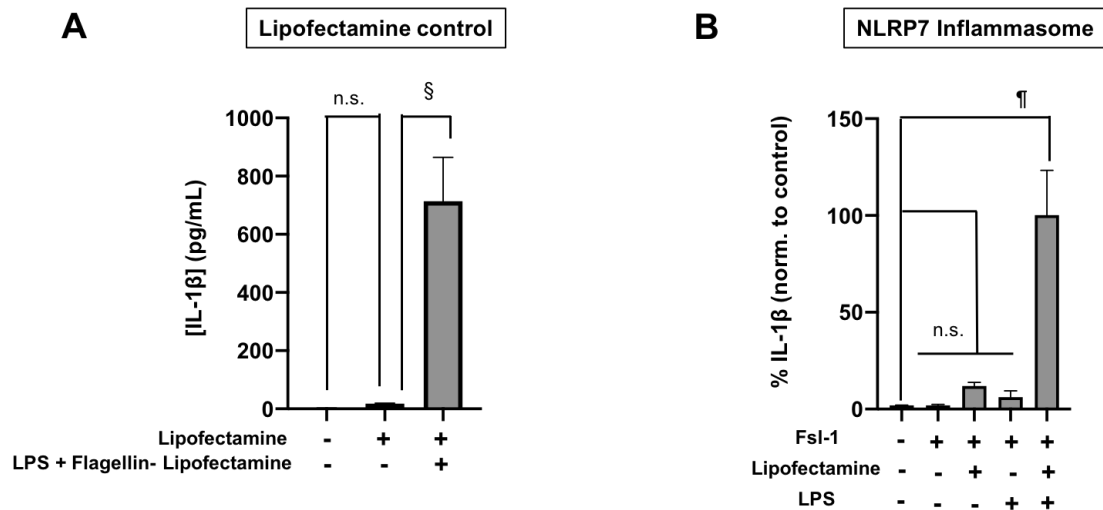 A
Lipofectamine control
n.s.
§
1000
800
600
400
200
0
[IL-1β] (pg/mL)
Lipofectamine - + +
LPS + Flagellin- Lipofectamine - - +
B
NLRP7 Inflammasome
¶
150
100
50
0
n.s.
% IL-1β (norm. to control)
Fsl-1 - + + + +
Lipofectamine - - + - +
LPS - - - + +